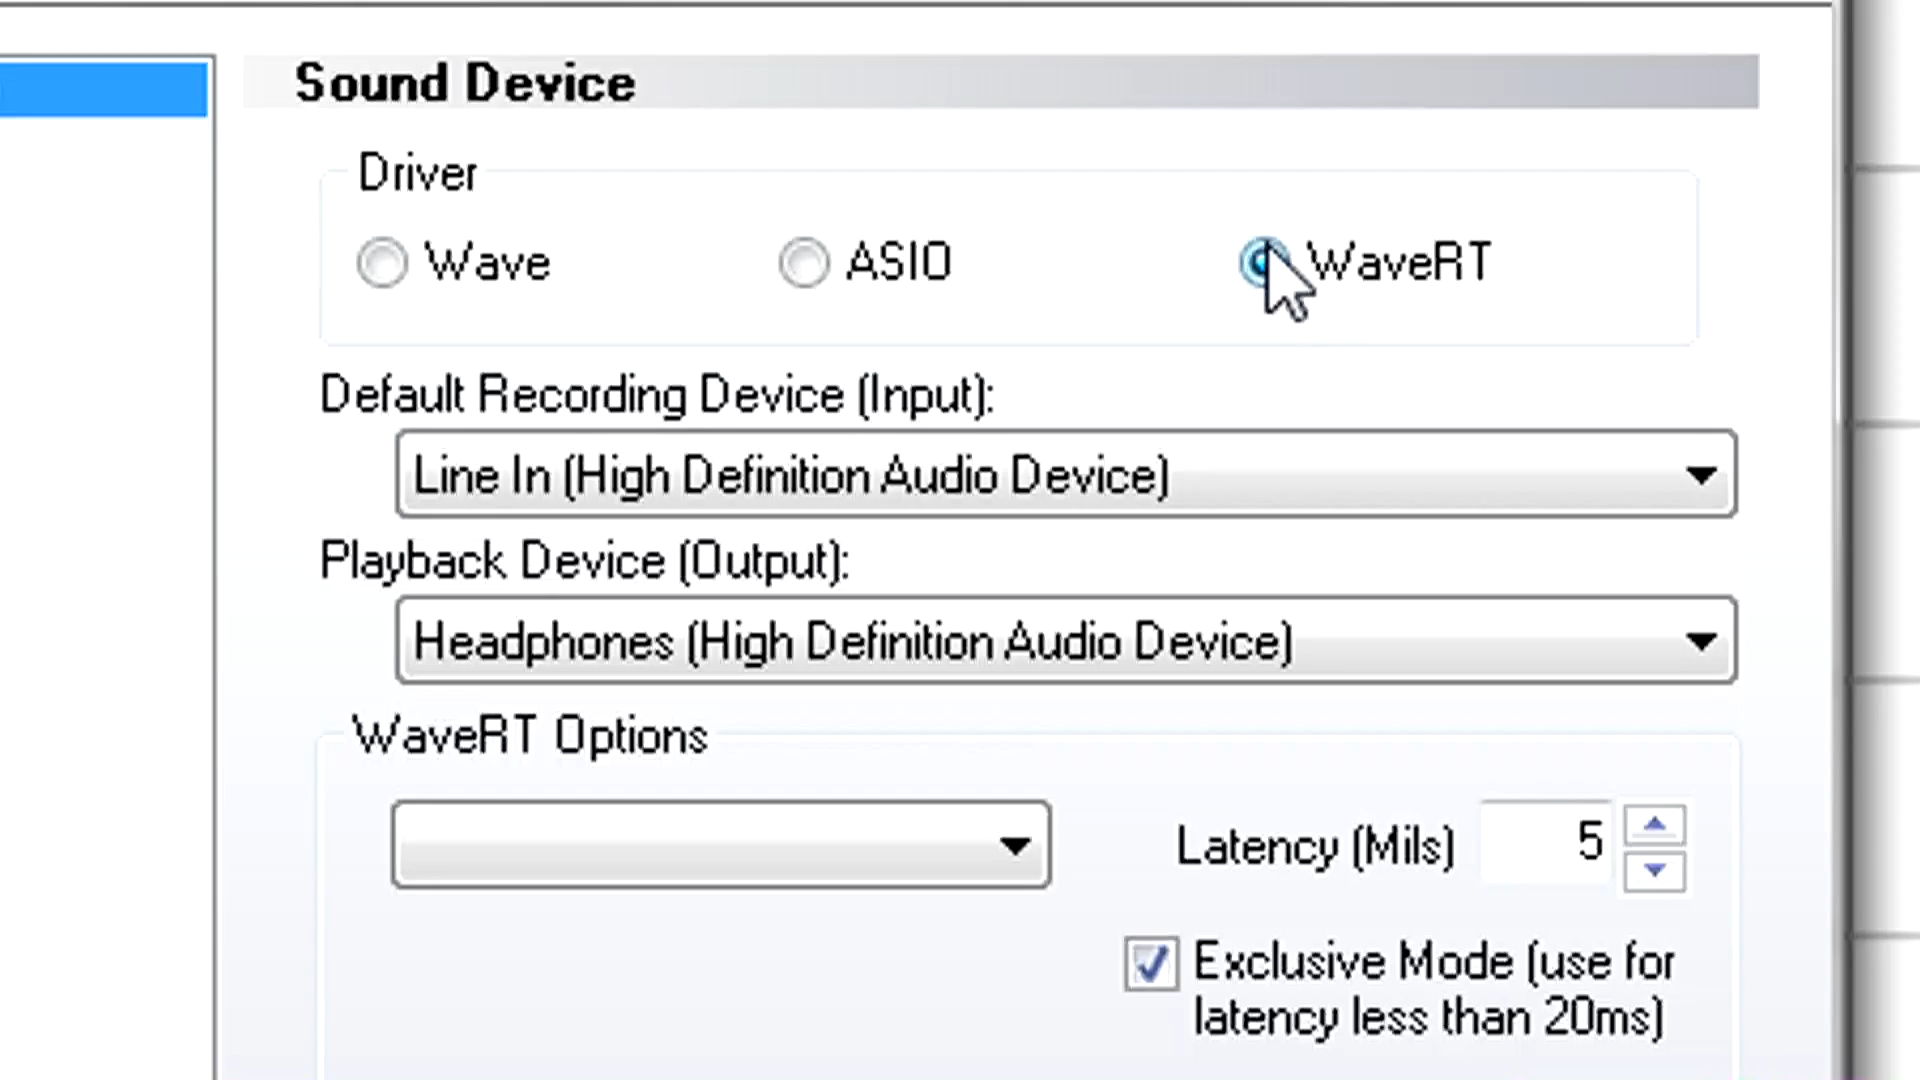 Sound Device
Driver
Wave ASIO WaveRT
Default Recording Device (Input):
Line In (High Definition Audio Device)
Playback Device (Output):
Headphones (High Definition Audio Device)
WaveRT Options
Latency (Mils) 5
Exclusive Mode (use for
latency less than 20ms)